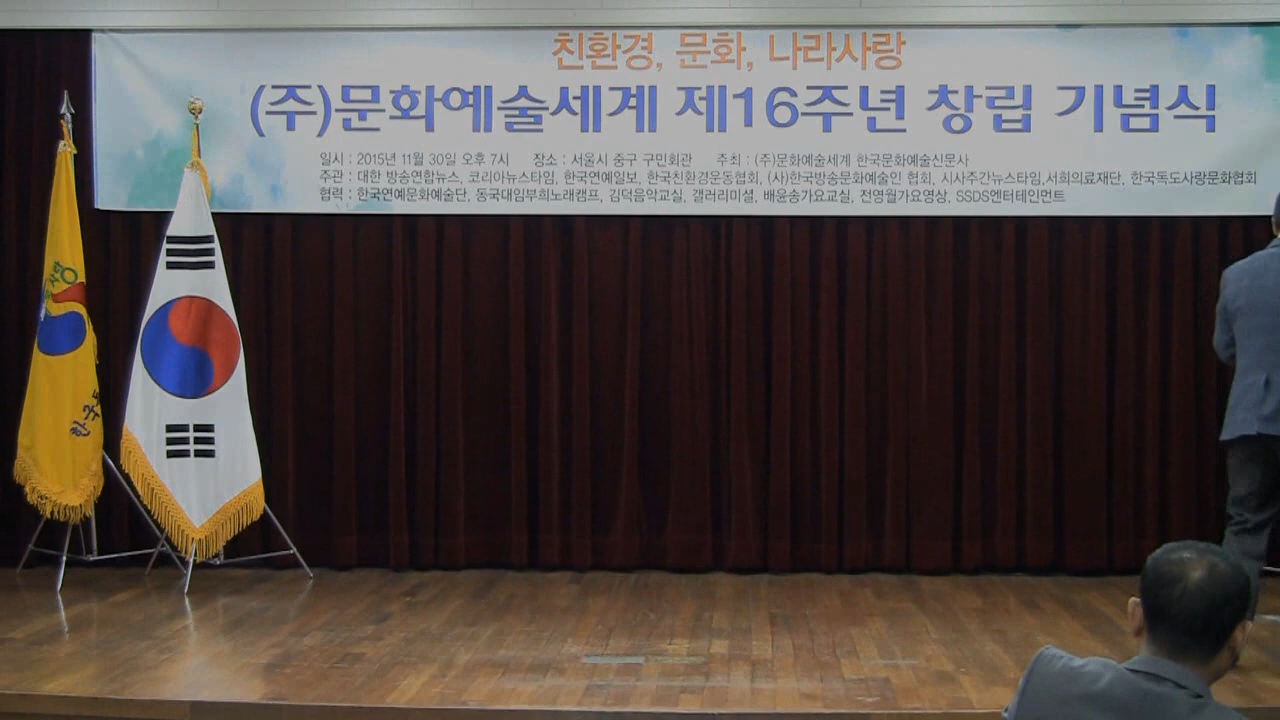 친환경, 문화, 나라사랑
(주)문화예술세계 제16주년 창립 기념식
일시 : 2015년 11월 30일 오후 7시 장소 : 서울시 중구 구민회관 주최 : (주)문화예술세계 한국문화예술신문사
주관 : 대한 방송연합뉴스, 코리아뉴스타임, 한국연예일보, 한국친환경운동협회, (사)한국방송문화예술인 협회, 시사주간뉴스타임,서희의료재단, 한국독도사랑문화협회
협력 : 한국연예문화예술단, 동국대임부희노래캠프, 김덕음악교실, 갤러리미셜, 배윤송가요교실, 전영월가요영상, SSDS엔터테인먼트
사랑
한국독